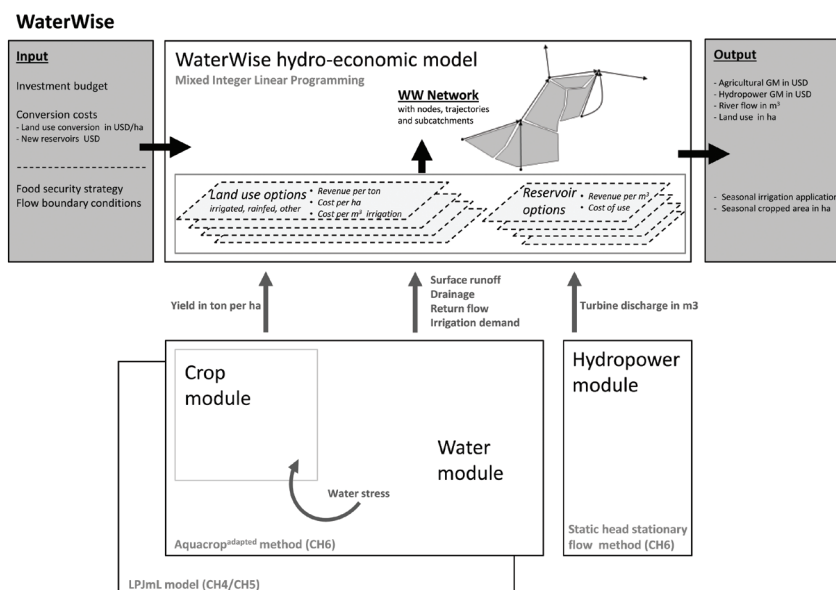 WaterWise
Input
Investment budget
Conversion costs
- Land use conversion in USD/ha
- New reservoirs USD
Food security strategy
Flow boundary conditions
WaterWise hydro-economic model
Mixed Integer Linear Programming
WW Network
with nodes, trajectories
and subcatchments
Land use options
irrigated, rainfed, other
• Revenue per ton
• Cost per ha
• Cost per m³ irrigation
Reservoir
options
• Revenue per m³
• Cost of use
Output
- Agricultural GM in USD
- Hydropower GM in USD
- River flow in m³
- Land use in ha
- Seasonal irrigation application
- Seasonal cropped area in ha
Yield in ton per ha
Surface runoff
Drainage
Return flow
Irrigation demand
Turbine discharge in m3
Crop
module
Water
module
Water stress
Aquacropadapted method (CH6)
LPJmL model (CH4/CH5)
Hydropower
module
Static head stationary
flow method (CH6)